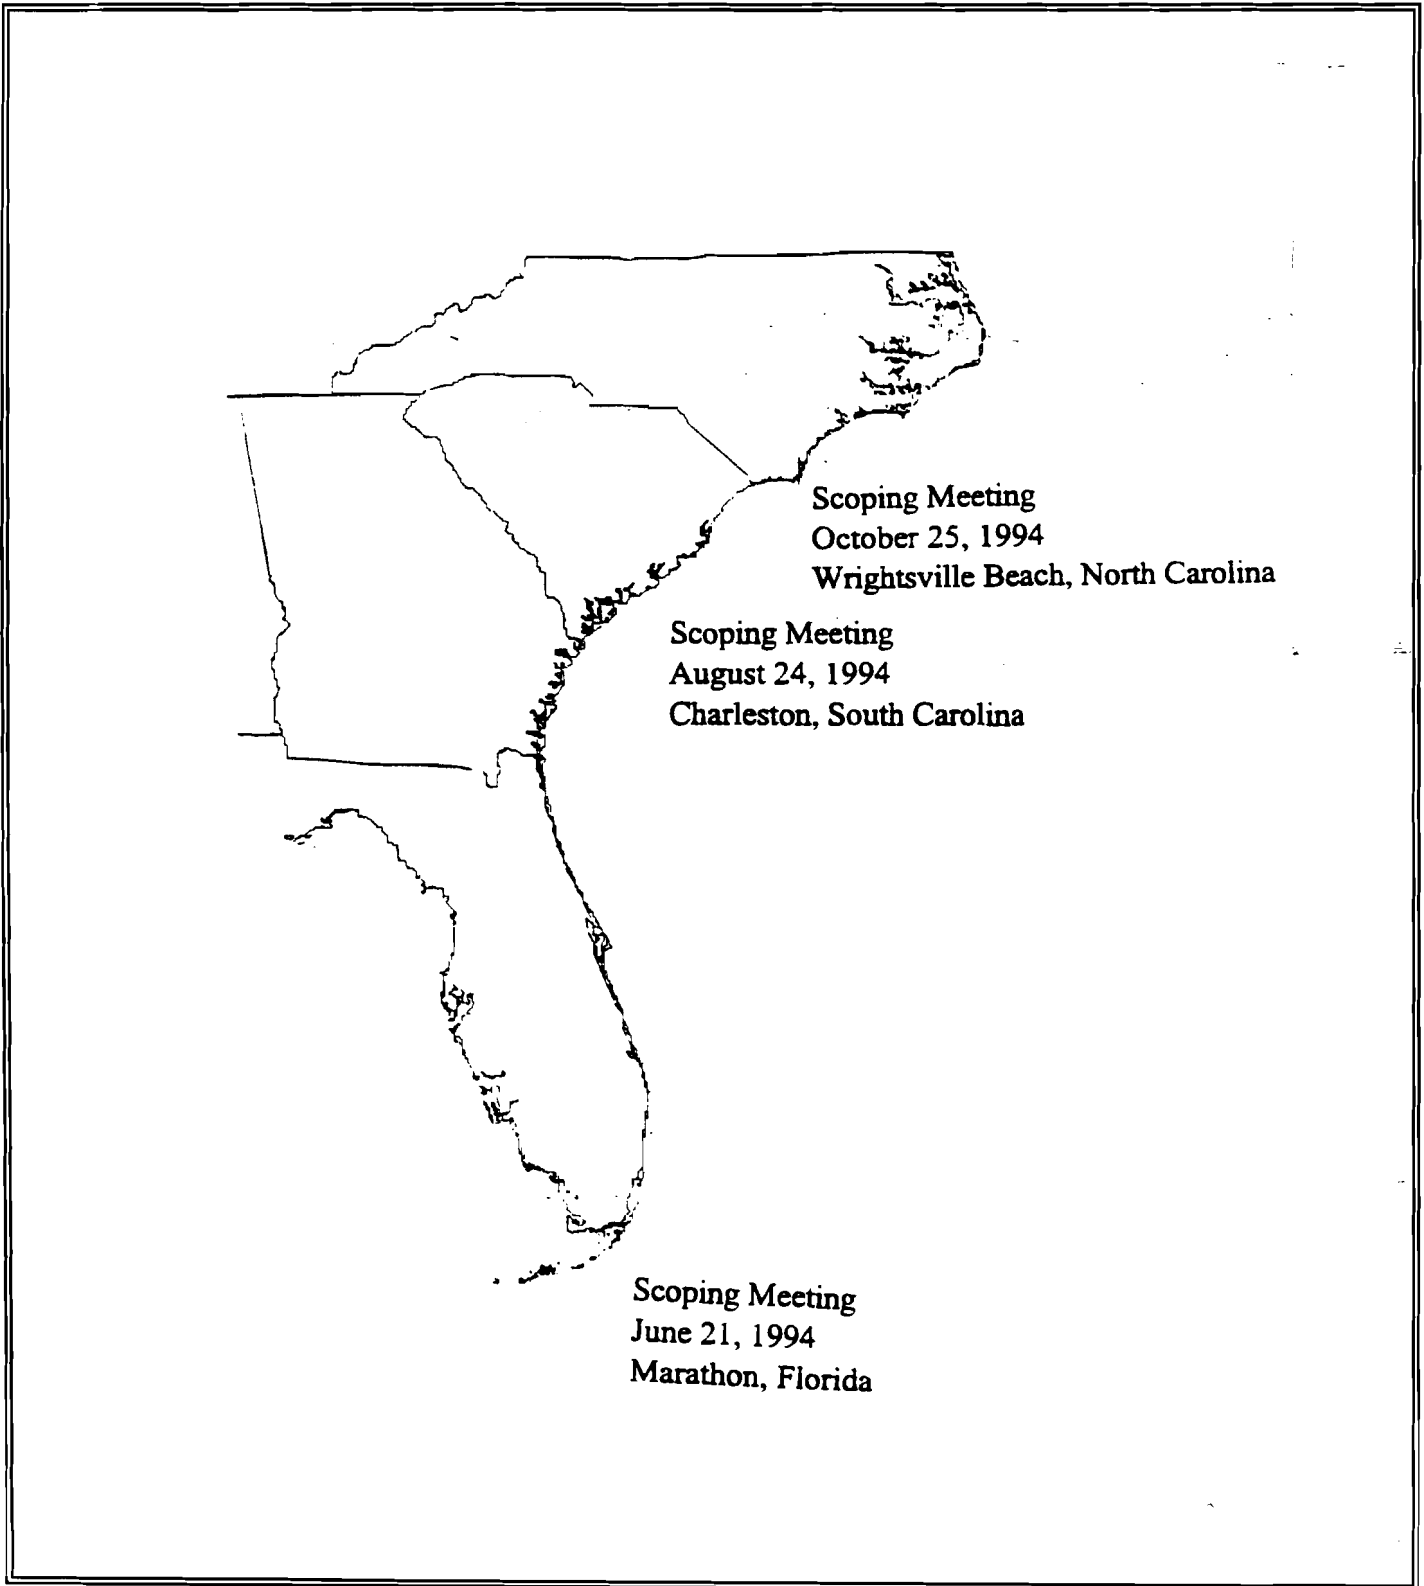 Scoping Meeting
October 25, 1994
Wrightsville Beach, North Carolina
Scoping Meeting
August 24, 1994
Charleston, South Carolina
Scoping Meeting
June 21, 1994
Marathon, Florida